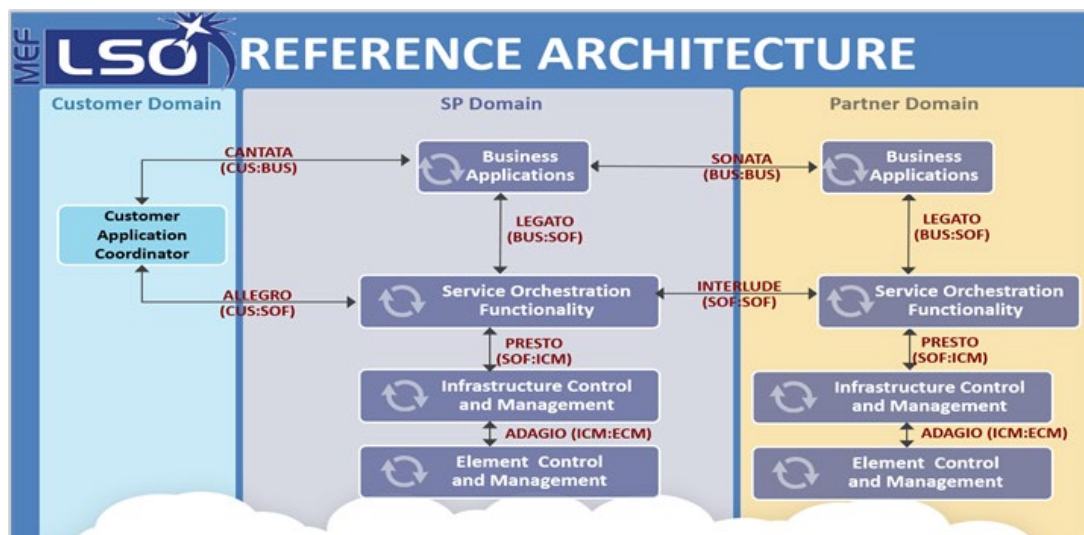 MEF
LSO
REFERENCE ARCHITECTURE
Customer Domain
SP Domain
Partner Domain
CANTATA
(CUS:BUS)
Business
Applications
SONATA
(BUS:BUS)
Business
Applications
Customer
Application
Coordinator
LEGATO
(BUS:SOF)
LEGATO
(BUS:SOF)
ALLEGRO
(CUS:SOF)
Service Orchestration
Functionality
INTERLUDE
(SOF:SOF)
Service Orchestration
Functionality
PRESTO
(SOF:ICM)
PRESTO
(SOF:ICM)
Infrastructure Control
and Management
Infrastructure Control
and Management
ADAGIO (ICM:ECM)
ADAGIO (ICM:ECM)
Element Control
and Management
Element Control
and Management